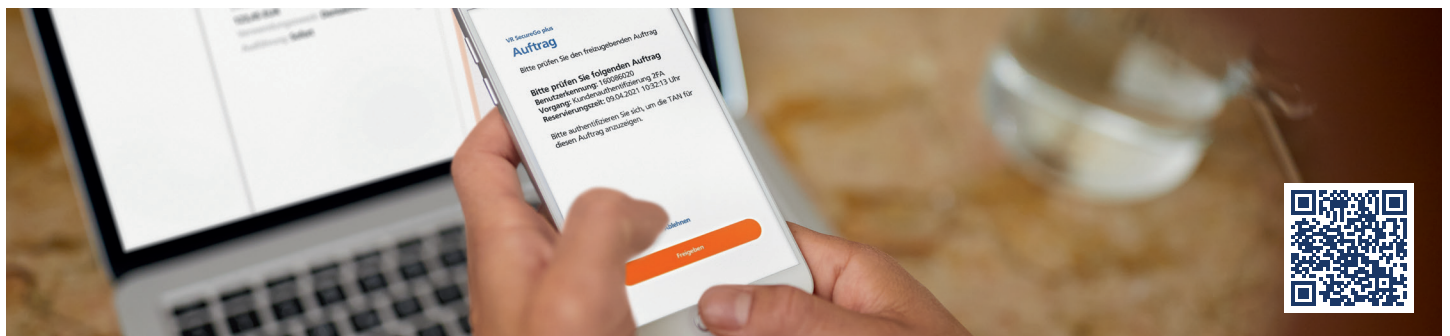 VR SecureGo plus
Auftrag
Bitte prüfen Sie den freizugebenden Auftrag
Bitte prüfen Sie folgenden Auftrag
Benutzerkennung: 160086020
Vorgang: Kundenauthentifizierung 2FA
Reservierungszeit: 09.04.2021 10:32:13 Uhr
Bitte authentifizieren Sie sich, um die TAN für
diesen Auftrag anzuzeigen.
Freigeben